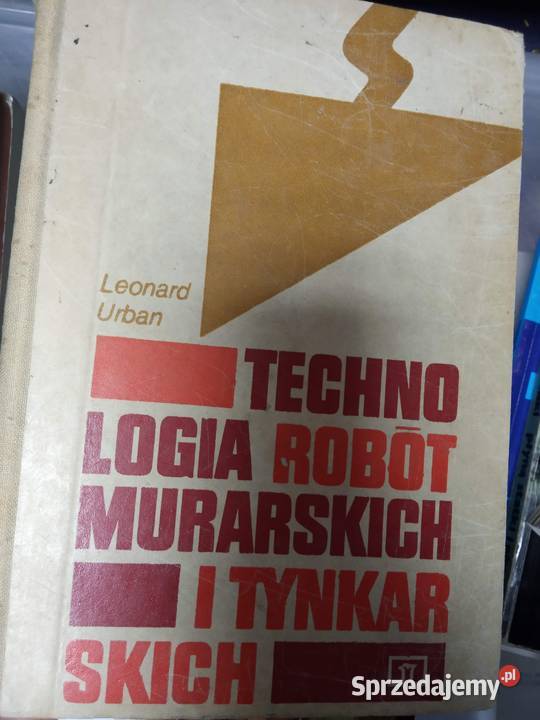 Leonard
Urban
TECHNO
LOGIA ROBÓT
MURARSKICH
I TYNKAR
SKICH
Sprzedajemy.pl